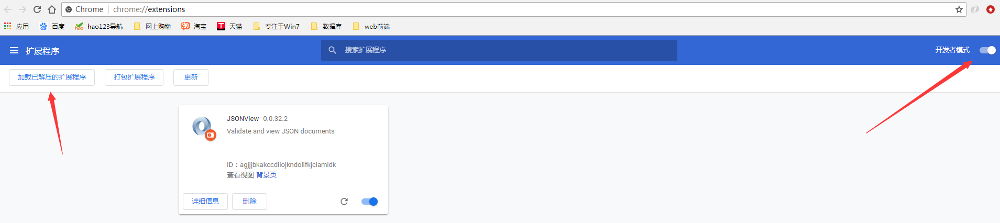 Chrome chrome://extensions
应用 百度 hao123导航 网上购物 淘宝 天猫 专注于Win7 数据库 web前端
扩展程序 搜索扩展程序 开发者模式
加载已解压的扩展程序 打包扩展程序 更新
JSONView 0.0.32.2
Validate and view JSON documents
ID：agjjjbkakccdiiojkndolifkjciamidk
查看视图 背景页
详细信息 删除